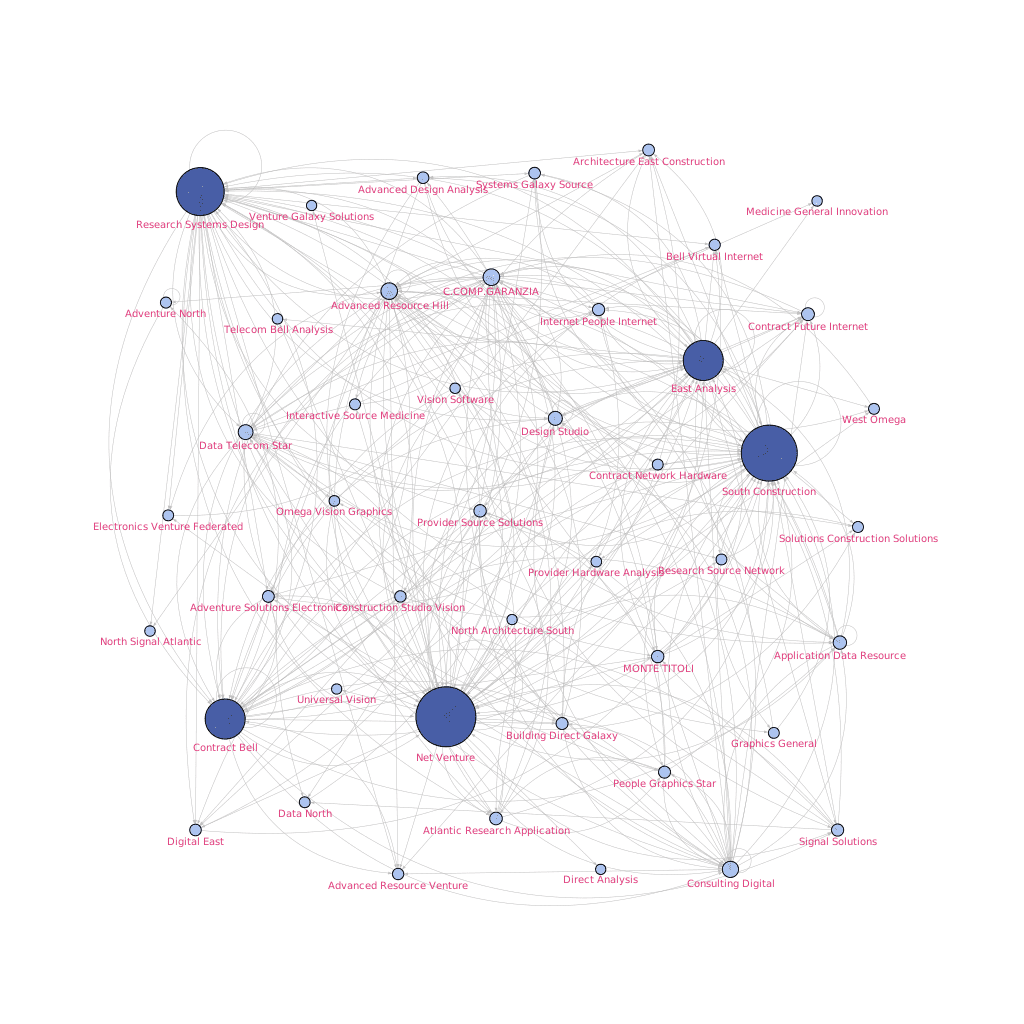 Architecture East Construction
Advanced Design Analysis
Systems Galaxy Source
Medicine General Innovation
Venture Galaxy Solutions
Research Systems Design
Bell Virtual Internet
C.COMP.GARANZIA
Advanced Resource Hill
Adventure North
Internet People Internet
Contract Future Internet
Telecom Bell Analysis
East Analysis
Vision Software
Interactive Source Medicine
West Omega
Design Studio
Data Telecom Star
Contract Network Hardware
South Construction
Omega Vision Graphics
Provider Source Solutions
Electronics Venture Federated
Solutions Construction Solutions
Provider Hardware Analysis
Research Source Network
Adventure Solutions Electronics
Construction Studio Vision
North Architecture South
North Signal Atlantic
Application Data Resource
MONTE TITOLI
Universal Vision
Building Direct Galaxy
Graphics General
Contract Bell
Net Venture
People Graphics Star
Data North
Atlantic Research Application
Digital East
Signal Solutions
Direct Analysis
Consulting Digital
Advanced Resource Venture